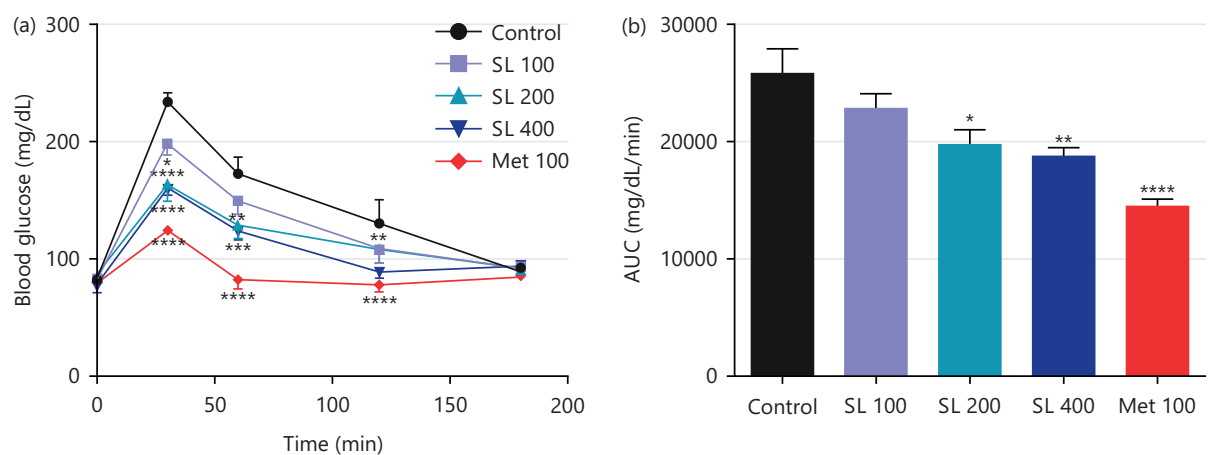 (a)
300
200
100
0
Blood glucose (mg/dL)
0 50 100 150 200
Time (min)
Control
SL 100
SL 200
SL 400
Met 100
*
****
****
****
**
***
****
**
****
(b)
30000
20000
10000
0
AUC (mg/dL/min)
*
**
****
Control SL 100 SL 200 SL 400 Met 100